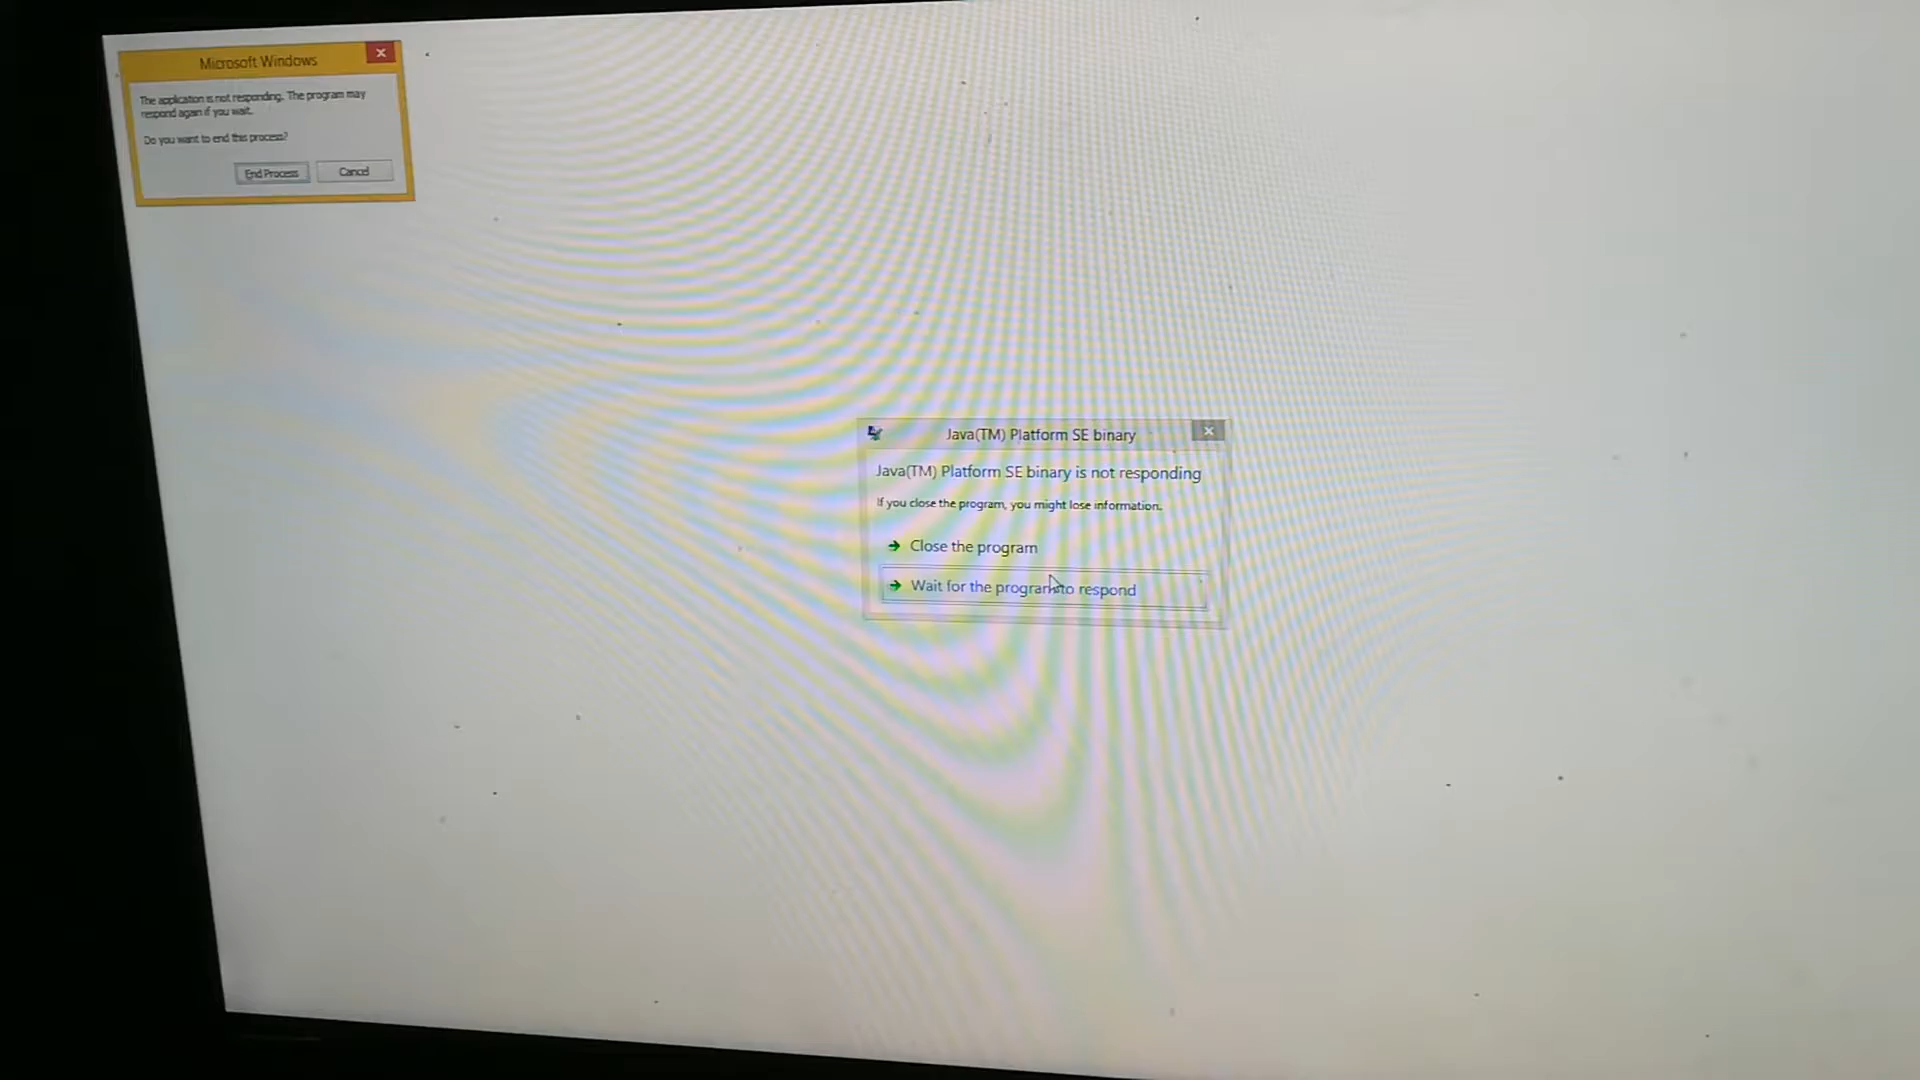 Microsoft Windows
The application is not responding. The program may
respond again if you wait.
Do you want to end this process?
End Process
Cancel
Java(TM) Platform SE binary
Java(TM) Platform SE binary is not responding
If you close the program, you might lose information.
Close the program
Wait for the program to respond